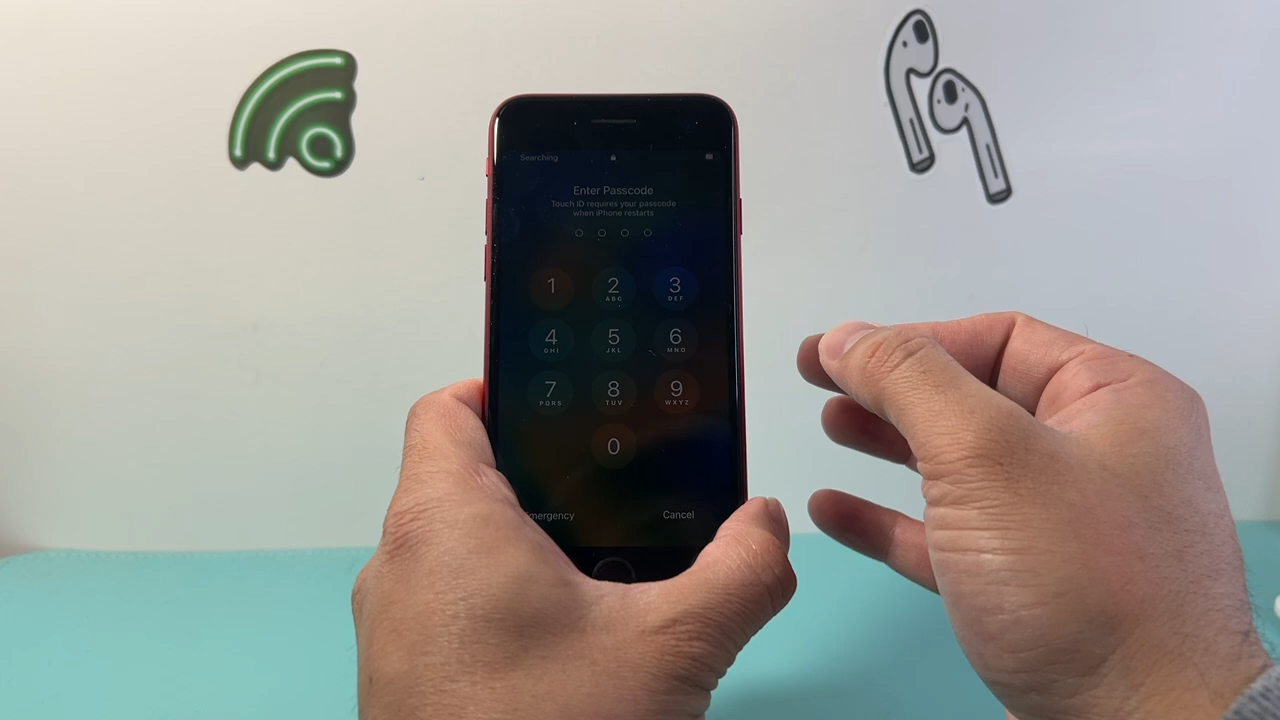 Searching
Enter Passcode
Touch ID requires your passcode
when iPhone restarts
1
2
ABC
3
DEF
4
GHI
5
JKL
6
MNO
7
PQRS
8
TUV
9
WXYZ
0
Emergency
Cancel